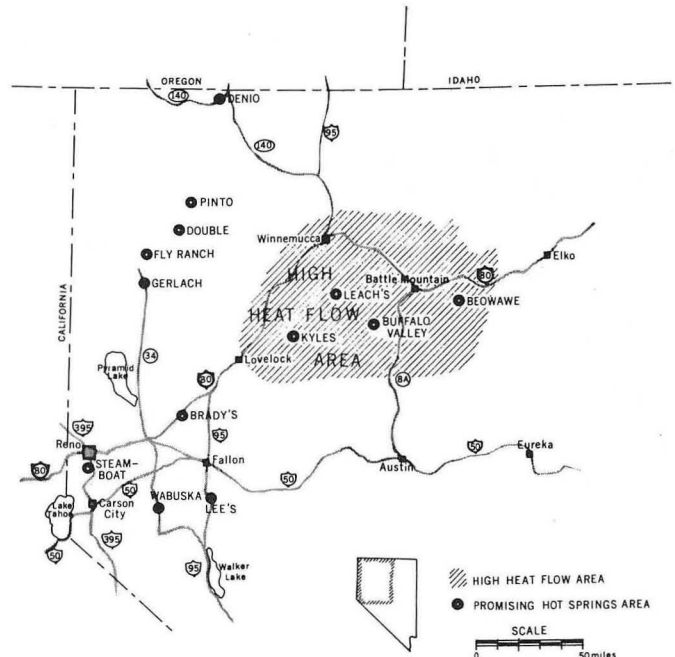 OREGON
IDAHO
140
DENIO
140
95
PINTO
DOUBLE
Winnemucca
FLY RANCH
Elko
HIGH
Battle Mountain
80
GERLACH
LEACH'S
BEOWAWE
CALIFORNIA
HEAT FLOW
BUFFALO
VALLEY
KYLES
34
Lovelock
AREA
Pyramid
Lake
80
8A
BRADY'S
395
95
Reno
50
Eureka
STEAM-
BOAT
Fallon
Austin
80
50
50
WABUSKA
LEE'S
Lake
Tahoe
Carson
City
50
395
95
Walker
Lake
HIGH HEAT FLOW AREA
PROMISING HOT SPRINGS AREA
SCALE
0
50 miles